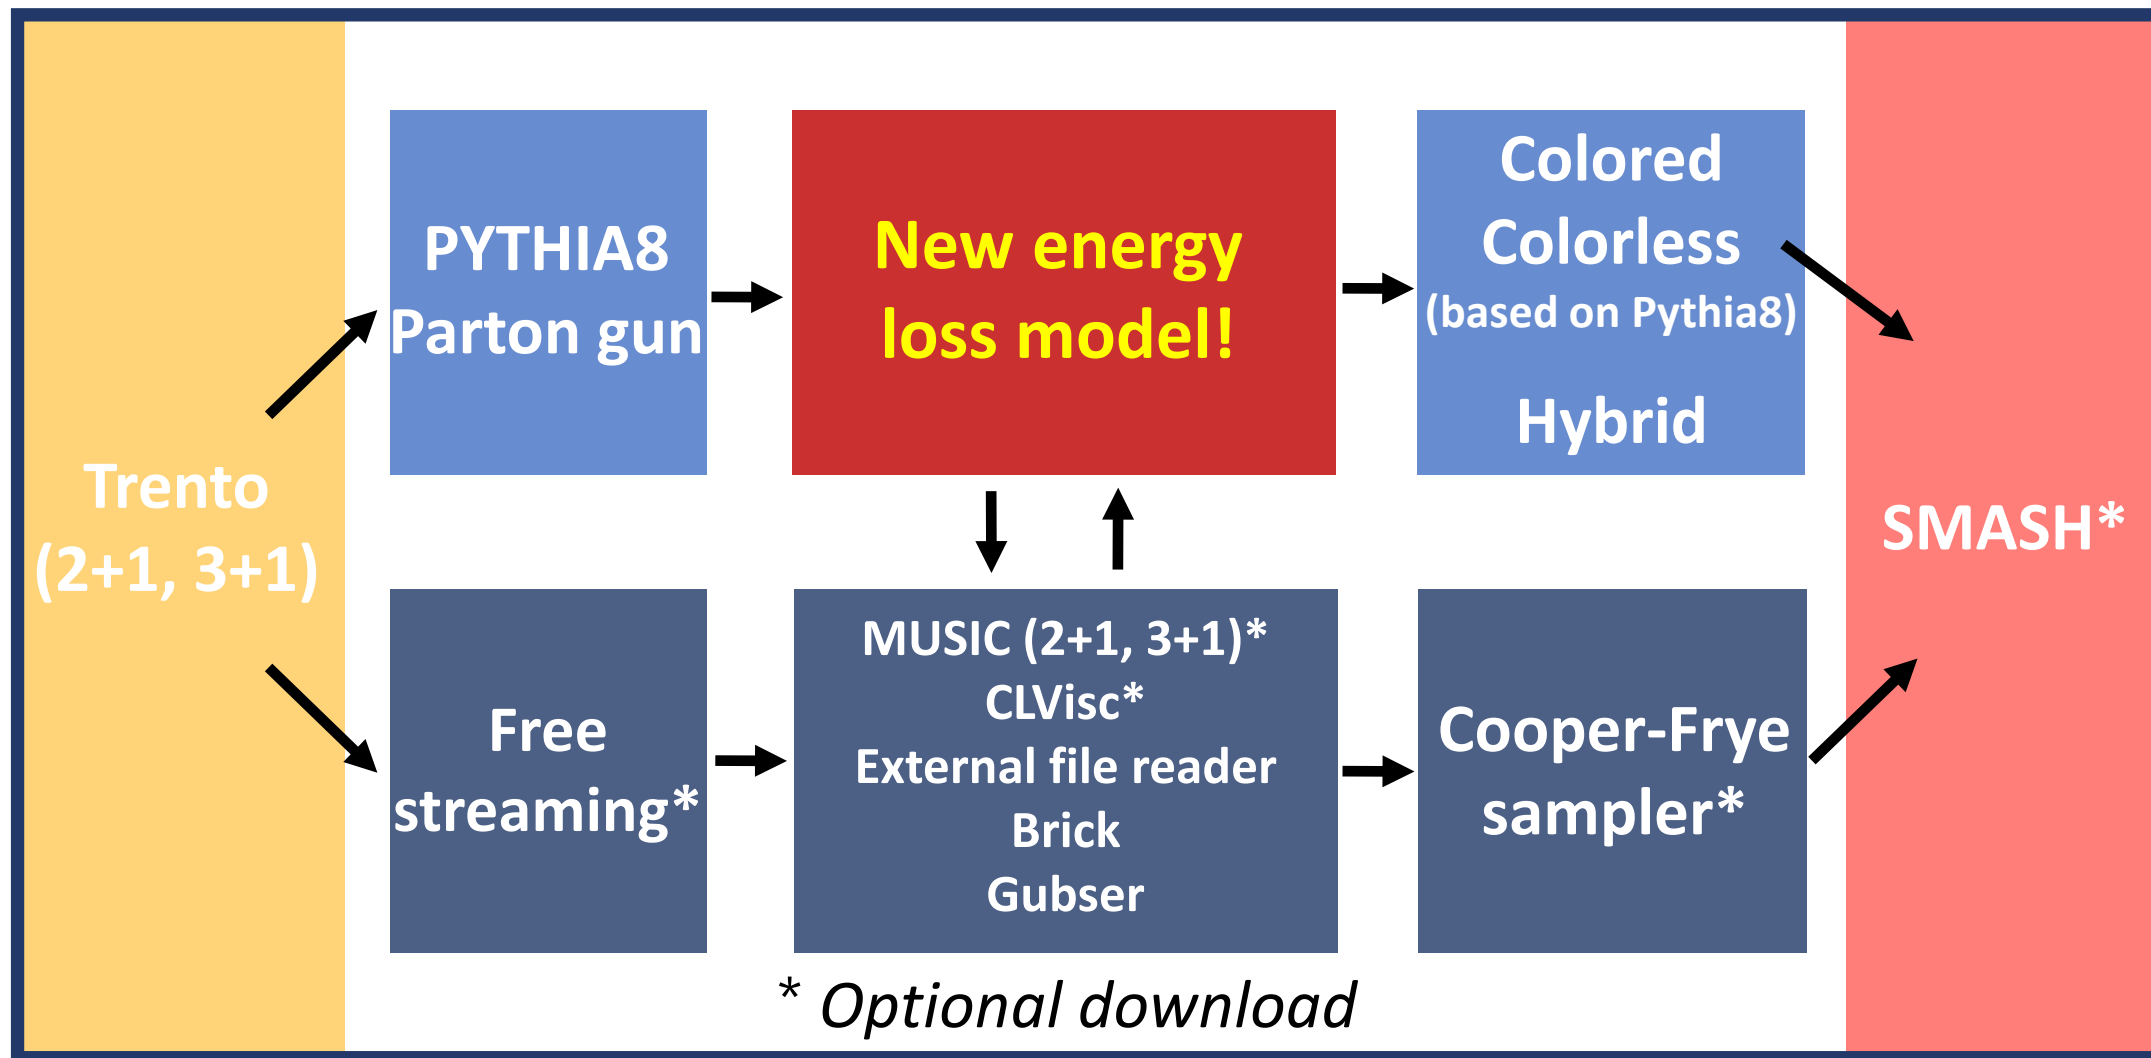 Trento
(2+1, 3+1)
PYTHIA8
Parton gun
New energy
loss model!
Colored
Colorless
(based on Pythia8)
Hybrid
Free
streaming*
MUSIC (2+1, 3+1)*
CLVisc*
External file reader
Brick
Gubser
Cooper-Frye
sampler*
SMASH*
* Optional download